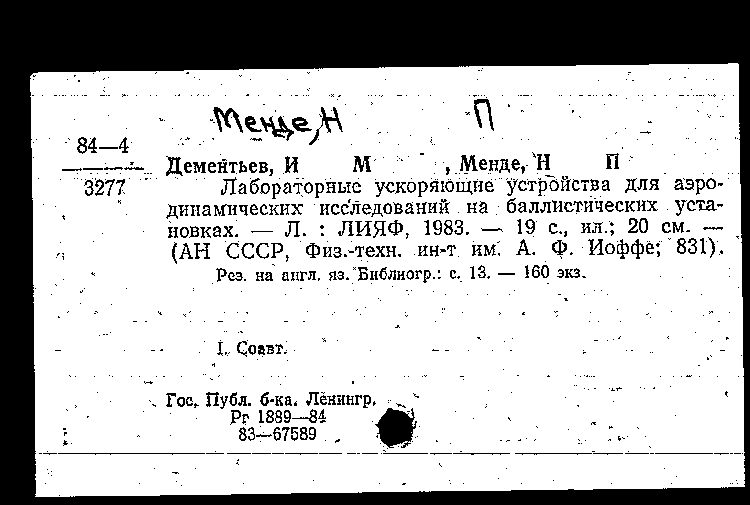 Менде, Н П
84—4
3277
Дементьев, И М , Менде, Н П
Лабораторные ускоряющие устройства для аэро-
динамических исследований на баллистических уста-
новках. — Л. : ЛИЯФ, 1983. — 19 с., ил.; 20 см. —
(АН СССР, Физ.-техн. ин-т им. А. Ф. Иоффе; 831).
Рез. на англ. яз. Библиогр.: с. 13. — 160 экз.
I. Соавт.
Гос. Публ. б-ка. Ленингр.
Рг 1889—84
83—67589